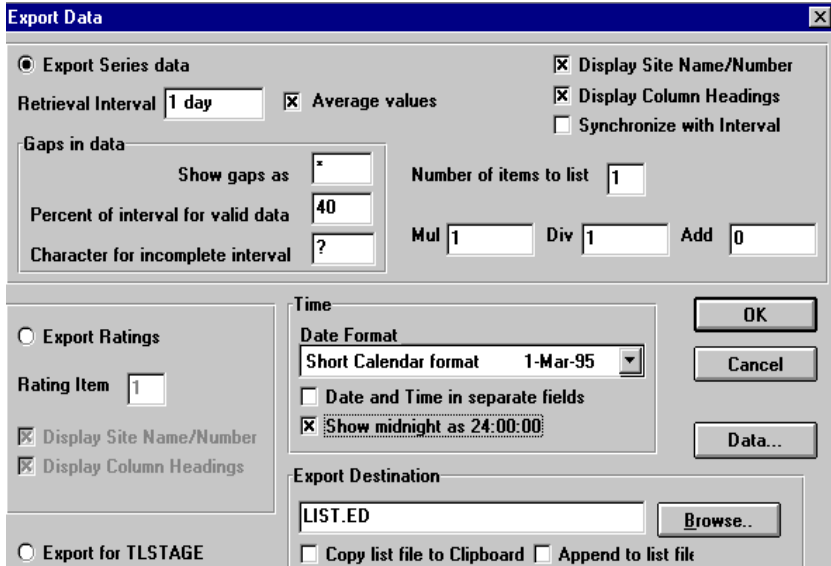 Export Data
Export Series data
Display Site Name/Number
Retrieval Interval 1 day
Average values
Display Column Headings
Synchronize with Interval
Gaps in data
Show gaps as *
Number of items to list 1
Percent of interval for valid data 40
Character for incomplete interval ?
Mul 1 Div 1 Add 0
Export Ratings
Rating Item 1
Display Site Name/Number
Display Column Headings
Export for TLSTAGE
Time
Date Format
Short Calendar format 1-Mar-95
Date and Time in separate fields
Show midnight as 24:00:00
OK
Cancel
Data...
Export Destination
LIST.ED
Browse..
Copy list file to Clipboard
Append to list file